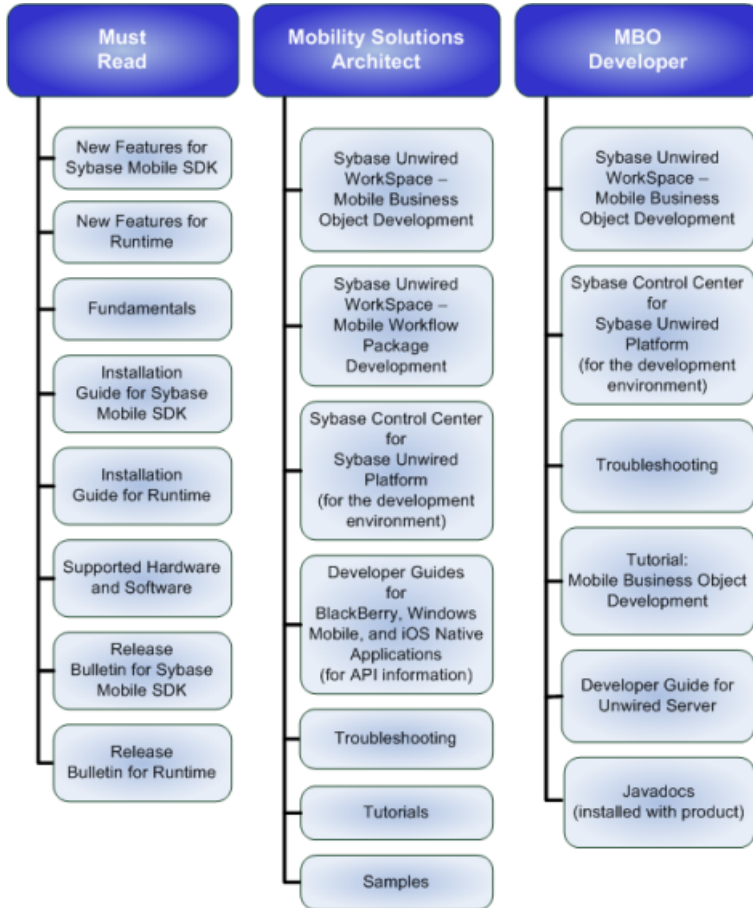 Must
Read
New Features for
Sybase Mobile SDK
New Features for
Runtime
Fundamentals
Installation
Guide for Sybase
Mobile SDK
Installation
Guide for Runtime
Supported Hardware
and Software
Release
Bulletin for Sybase
Mobile SDK
Release
Bulletin for Runtime
Mobility Solutions
Architect
Sybase Unwired
WorkSpace –
Mobile Business
Object Development
Sybase Unwired
WorkSpace –
Mobile Workflow
Package
Development
Sybase Control Center
for
Sybase Unwired
Platform
(for the development
environment)
Developer Guides
for
BlackBerry, Windows
Mobile, and iOS Native
Applications
(for API information)
Troubleshooting
Tutorials
Samples
MBO
Developer
Sybase Unwired
WorkSpace –
Mobile Business
Object Development
Sybase Control Center
for
Sybase Unwired
Platform
(for the development
environment)
Troubleshooting
Tutorial:
Mobile Business Object
Development
Developer Guide for
Unwired Server
Javadocs
(installed with product)